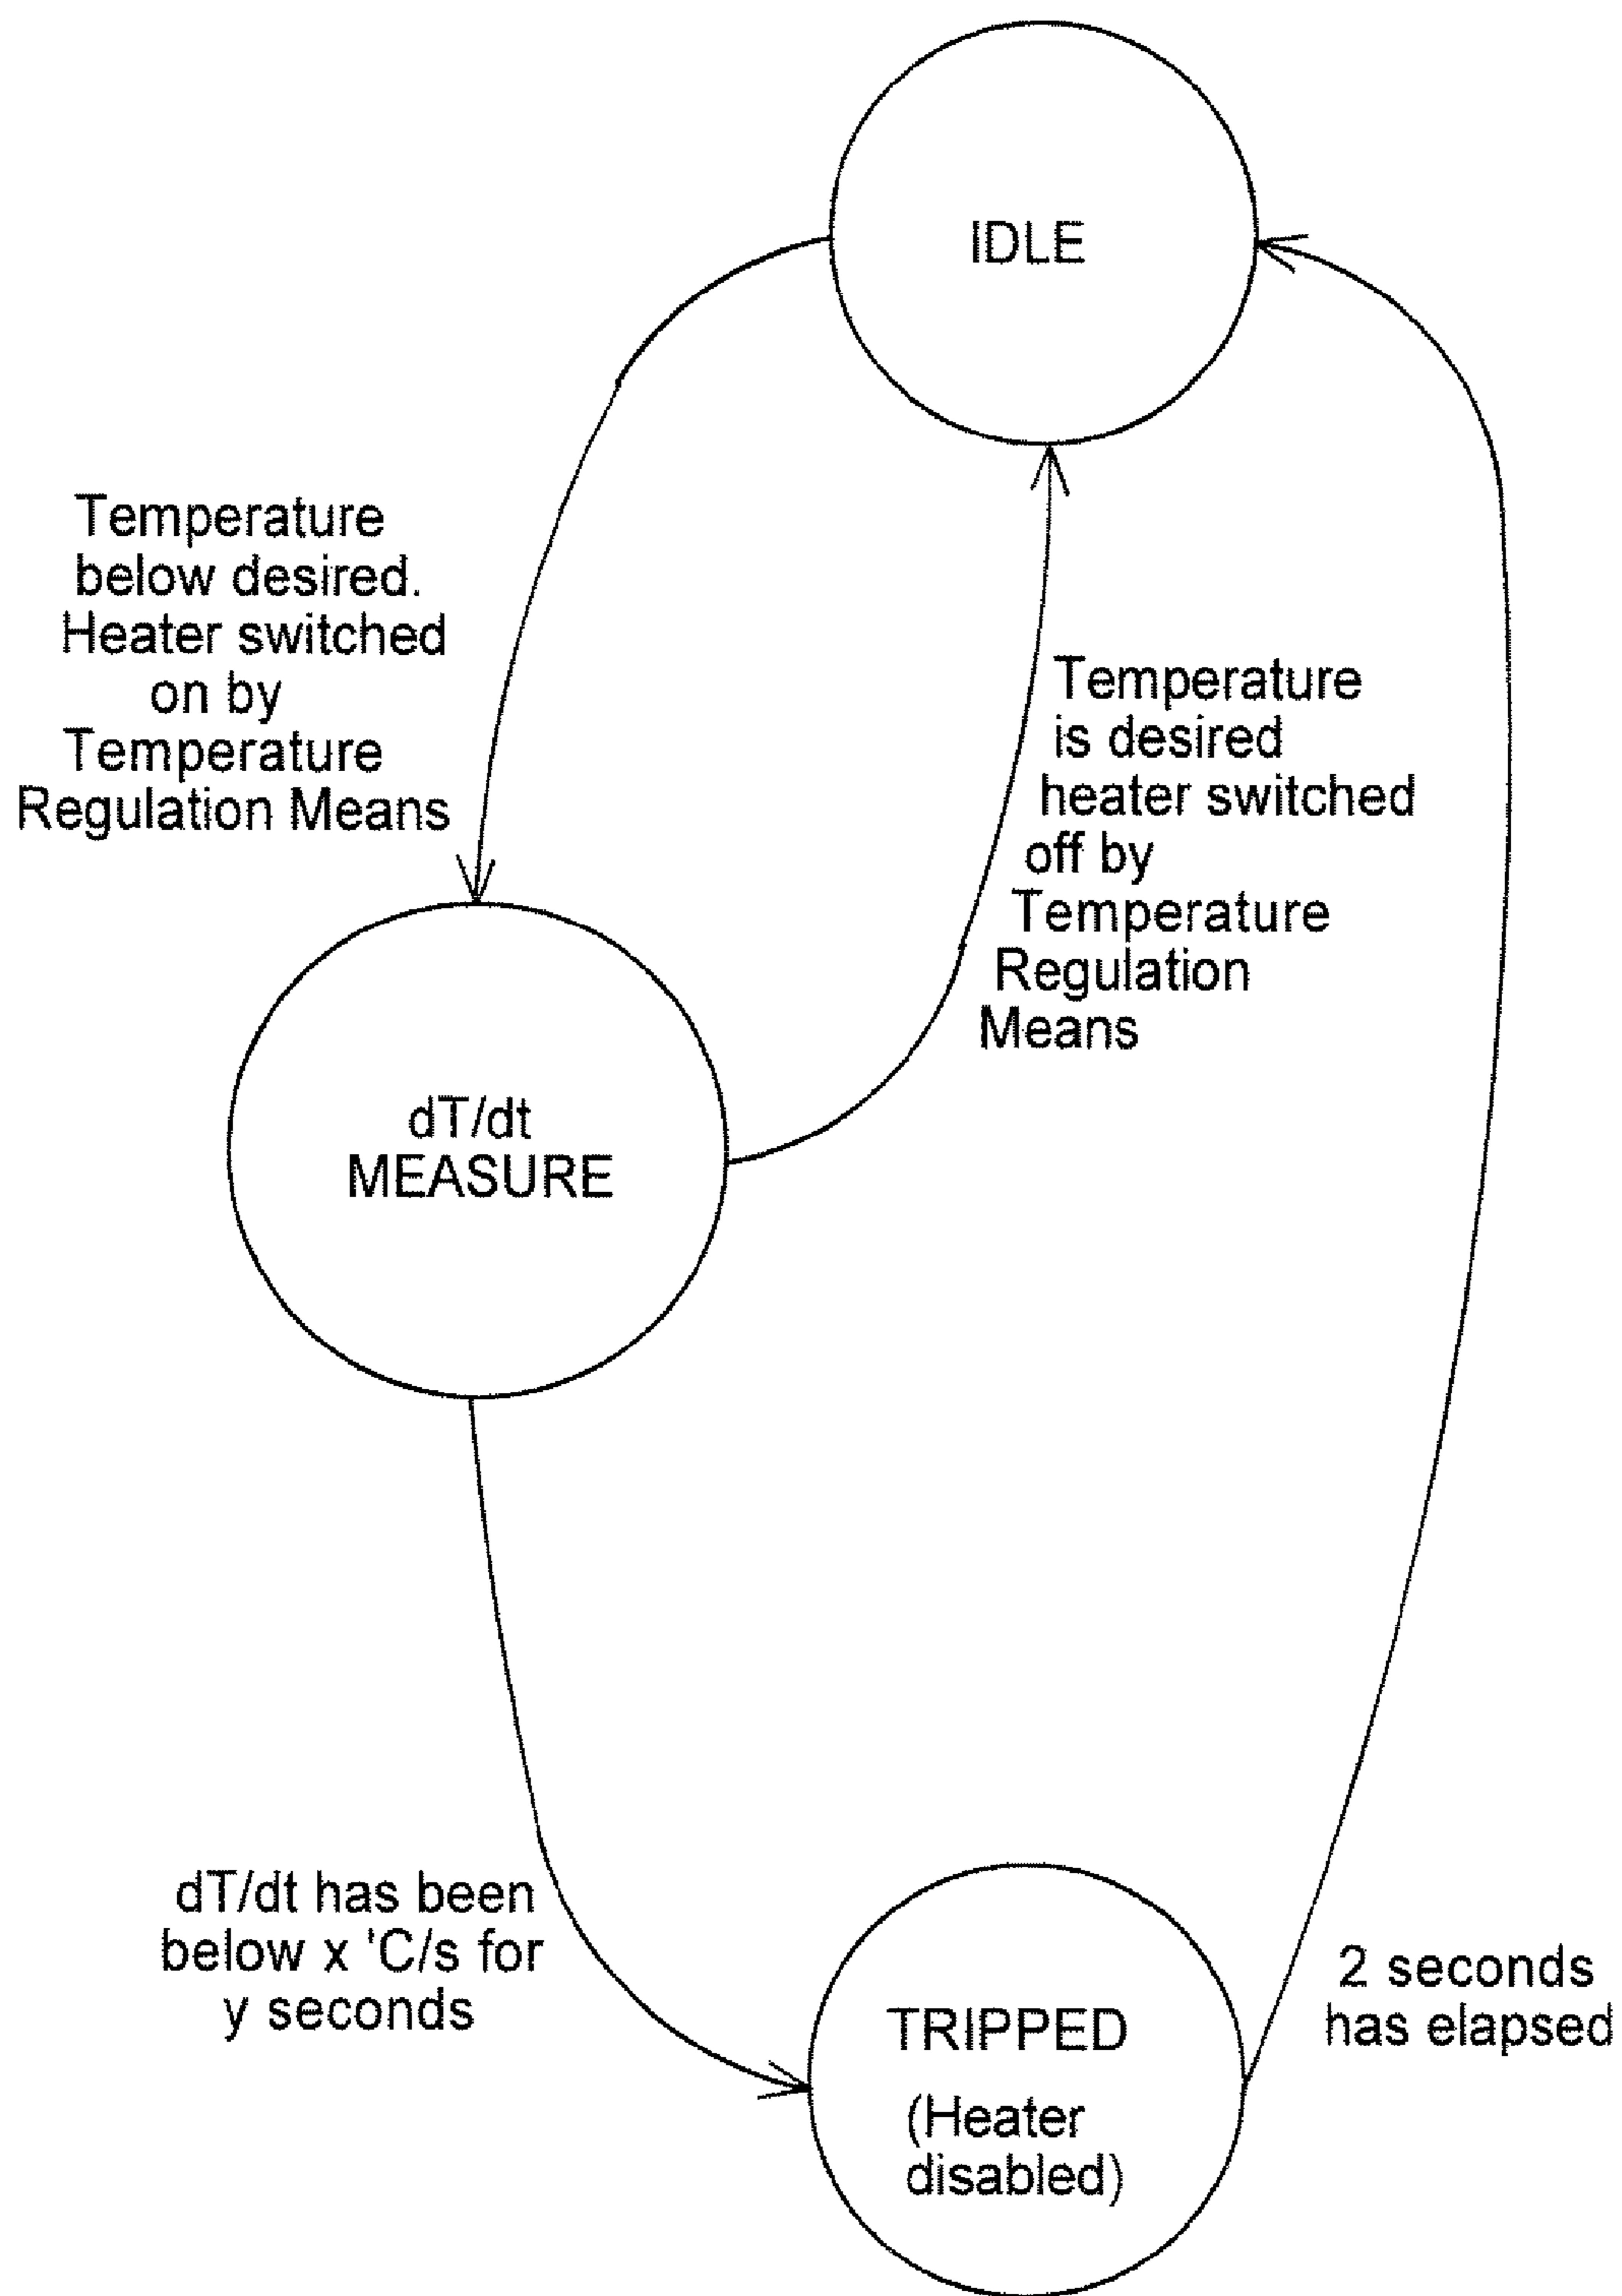 IDLE
Temperature
below desired.
Heater switched
on by
Temperature
Regulation Means
Temperature
is desired
heater switched
off by
Temperature
Regulation
Means
dT/dt
MEASURE
dT/dt has been
below x 'C/s for
y seconds
TRIPPED
(Heater
disabled)
2 seconds
has elapsed